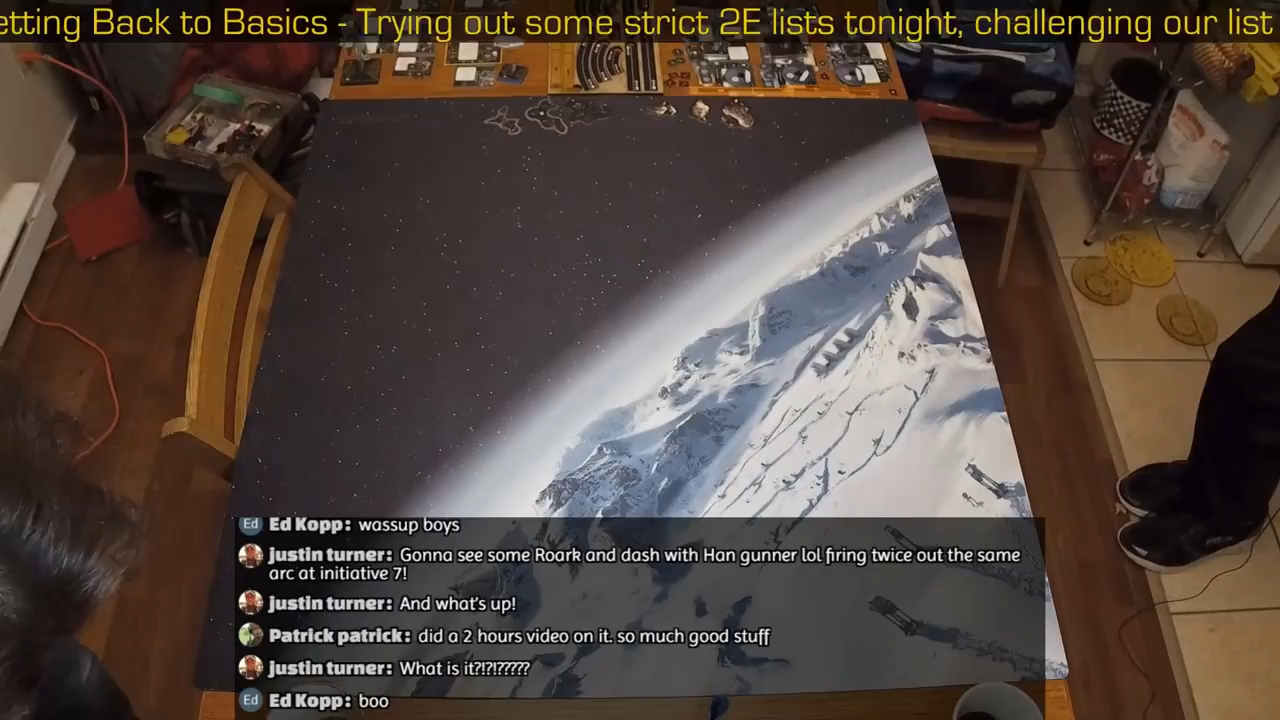 etting Back to Basics - Trying out some strict 2E lists tonight, challenging our list
Ed Ed Kopp: wassup boys
justin turner: Gonna see some Roark and dash with Han gunner lol firing twice out the same
arc at initiative 7!
justin turner: And what's up!
Patrick patrick: did a 2 hours video on it. so much good stuff
justin turner: What is it?!?!?????
Ed Ed Kopp: boo